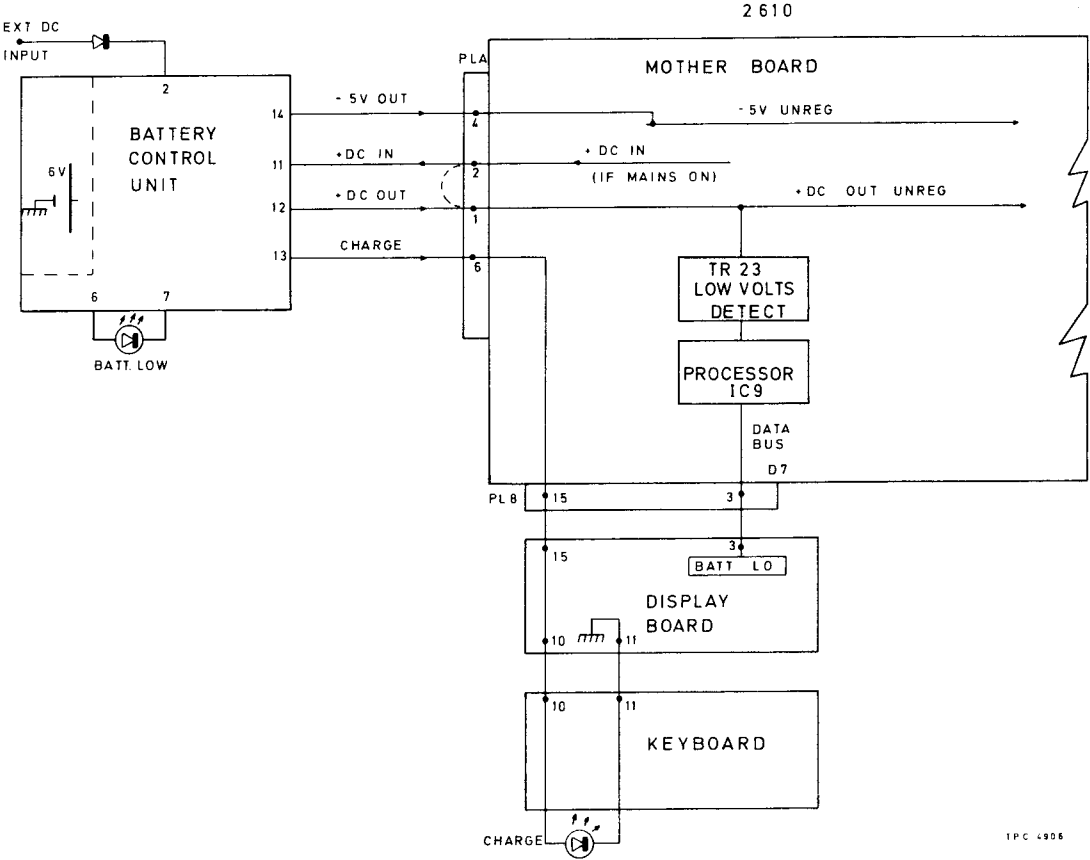 2610
EXT DC
INPUT
PLA
MOTHER BOARD
2
14
- 5V OUT
4
- 5V UNREG
BATTERY
CONTROL
UNIT
6V
11
+DC IN
2
+ DC IN
(IF MAINS ON)
12
+DC OUT
1
+DC OUT UNREG
13
CHARGE
6
TR 23
LOW VOLTS
DETECT
6
7
BATT. LOW
PROCESSOR
IC9
DATA
BUS
D7
PL8
15
3
15
3
BATT LO
DISPLAY
BOARD
10
11
10
11
KEYBOARD
CHARGE
TPC 4906